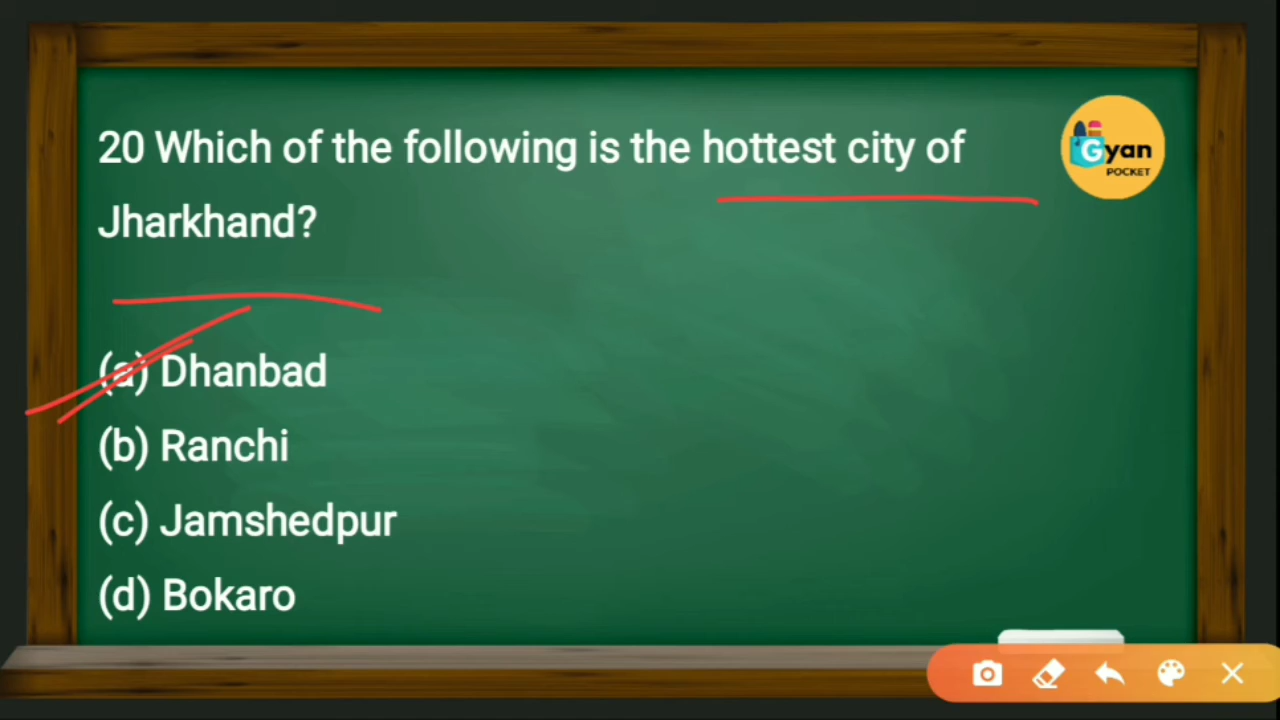 20 Which of the following is the hottest city of
Jharkhand?
(a) Dhanbad
(b) Ranchi
(c) Jamshedpur
(d) Bokaro
Gyan
POCKET